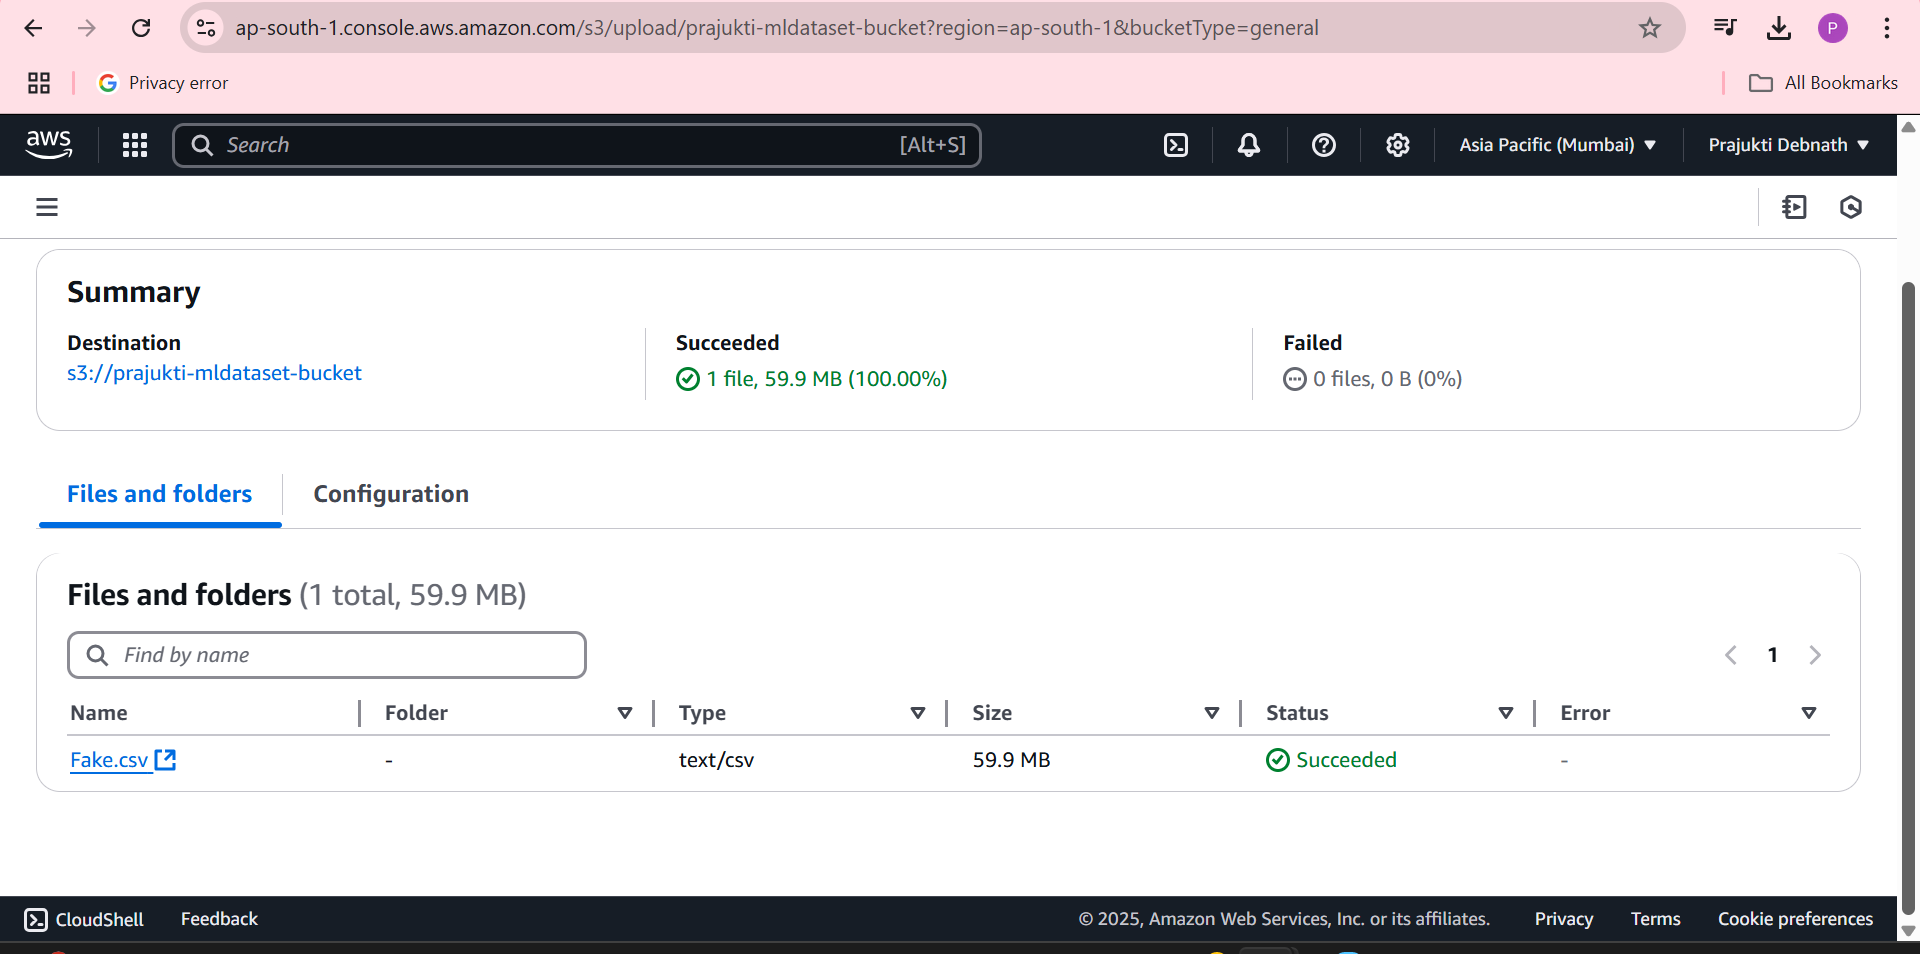 ap-south-1.console.aws.amazon.com/s3/upload/prajukti-mldataset-bucket?region=ap-south-1&bucketType=general
P
Privacy error
All Bookmarks
aws
Search
[Alt+S]
Asia Pacific (Mumbai)
Prajukti Debnath
Summary
Destination
Succeeded
Failed
s3://prajukti-mldataset-bucket
1 file, 59.9 MB (100.00%)
0 files, 0 B (0%)
Files and folders
Configuration
Files and folders (1 total, 59.9 MB)
Find by name
1
Name Folder Type Size Status Error
Fake.csv - text/csv 59.9 MB Succeeded -
CloudShell Feedback © 2025, Amazon Web Services, Inc. or its affiliates. Privacy Terms Cookie preferences